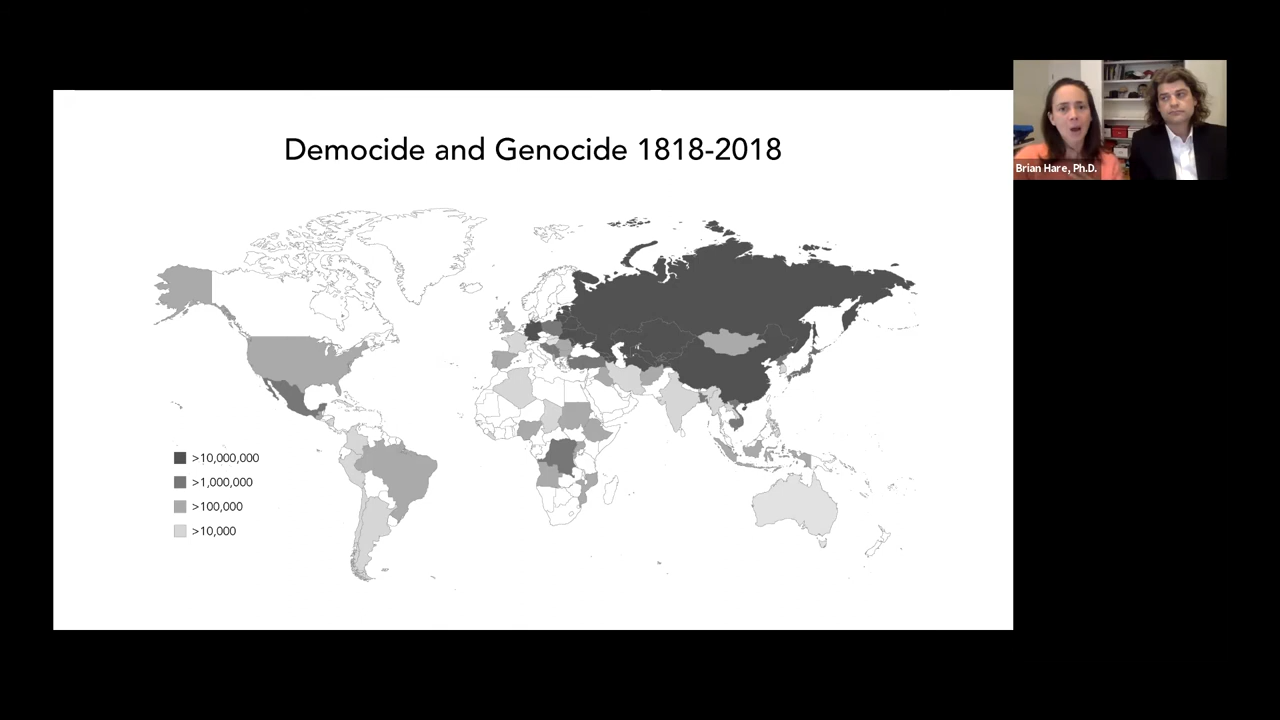 Democide and Genocide 1818-2018
Brian Hare, Ph.D.
>10,000,000
>1,000,000
>100,000
>10,000